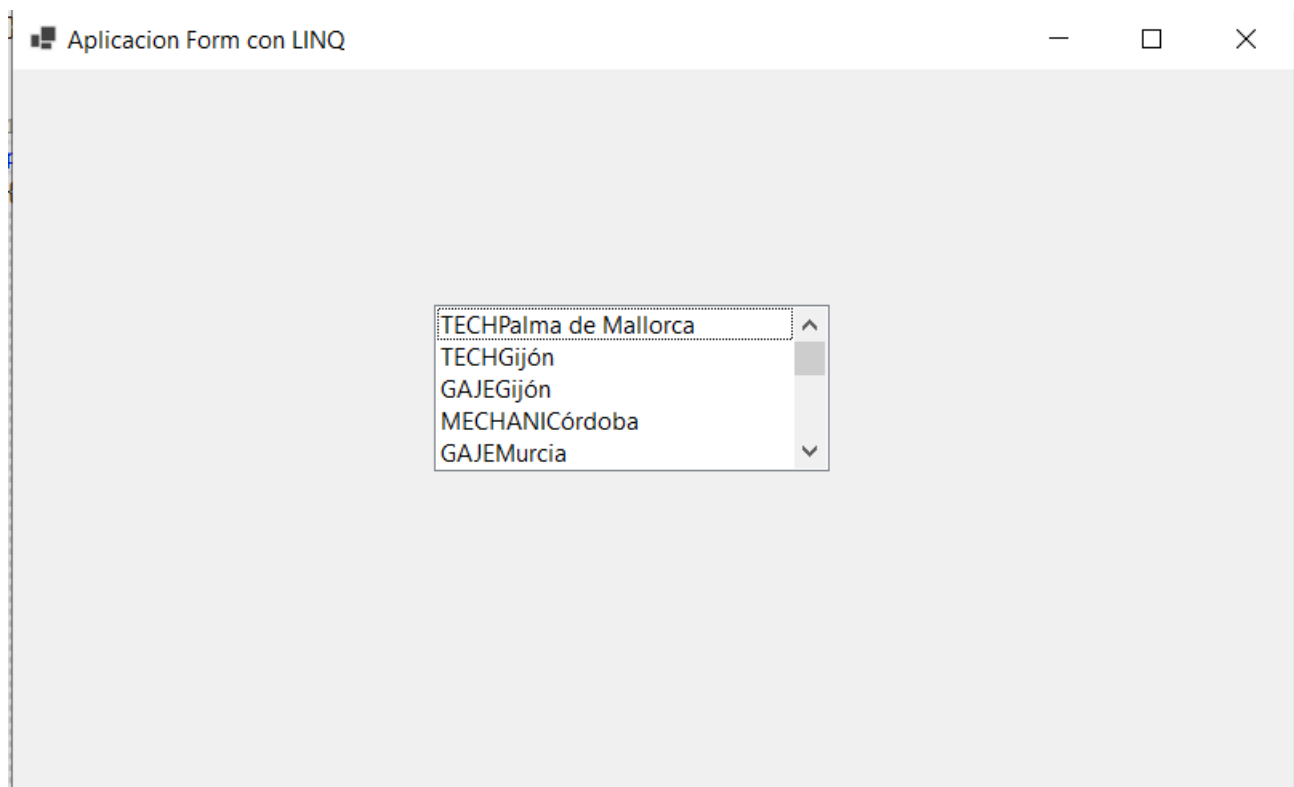 Aplicacion Form con LINQ
TECHPalma de Mallorca
TECHGijón
GAJEGijón
MECHANICórdoba
GAJEMurcia